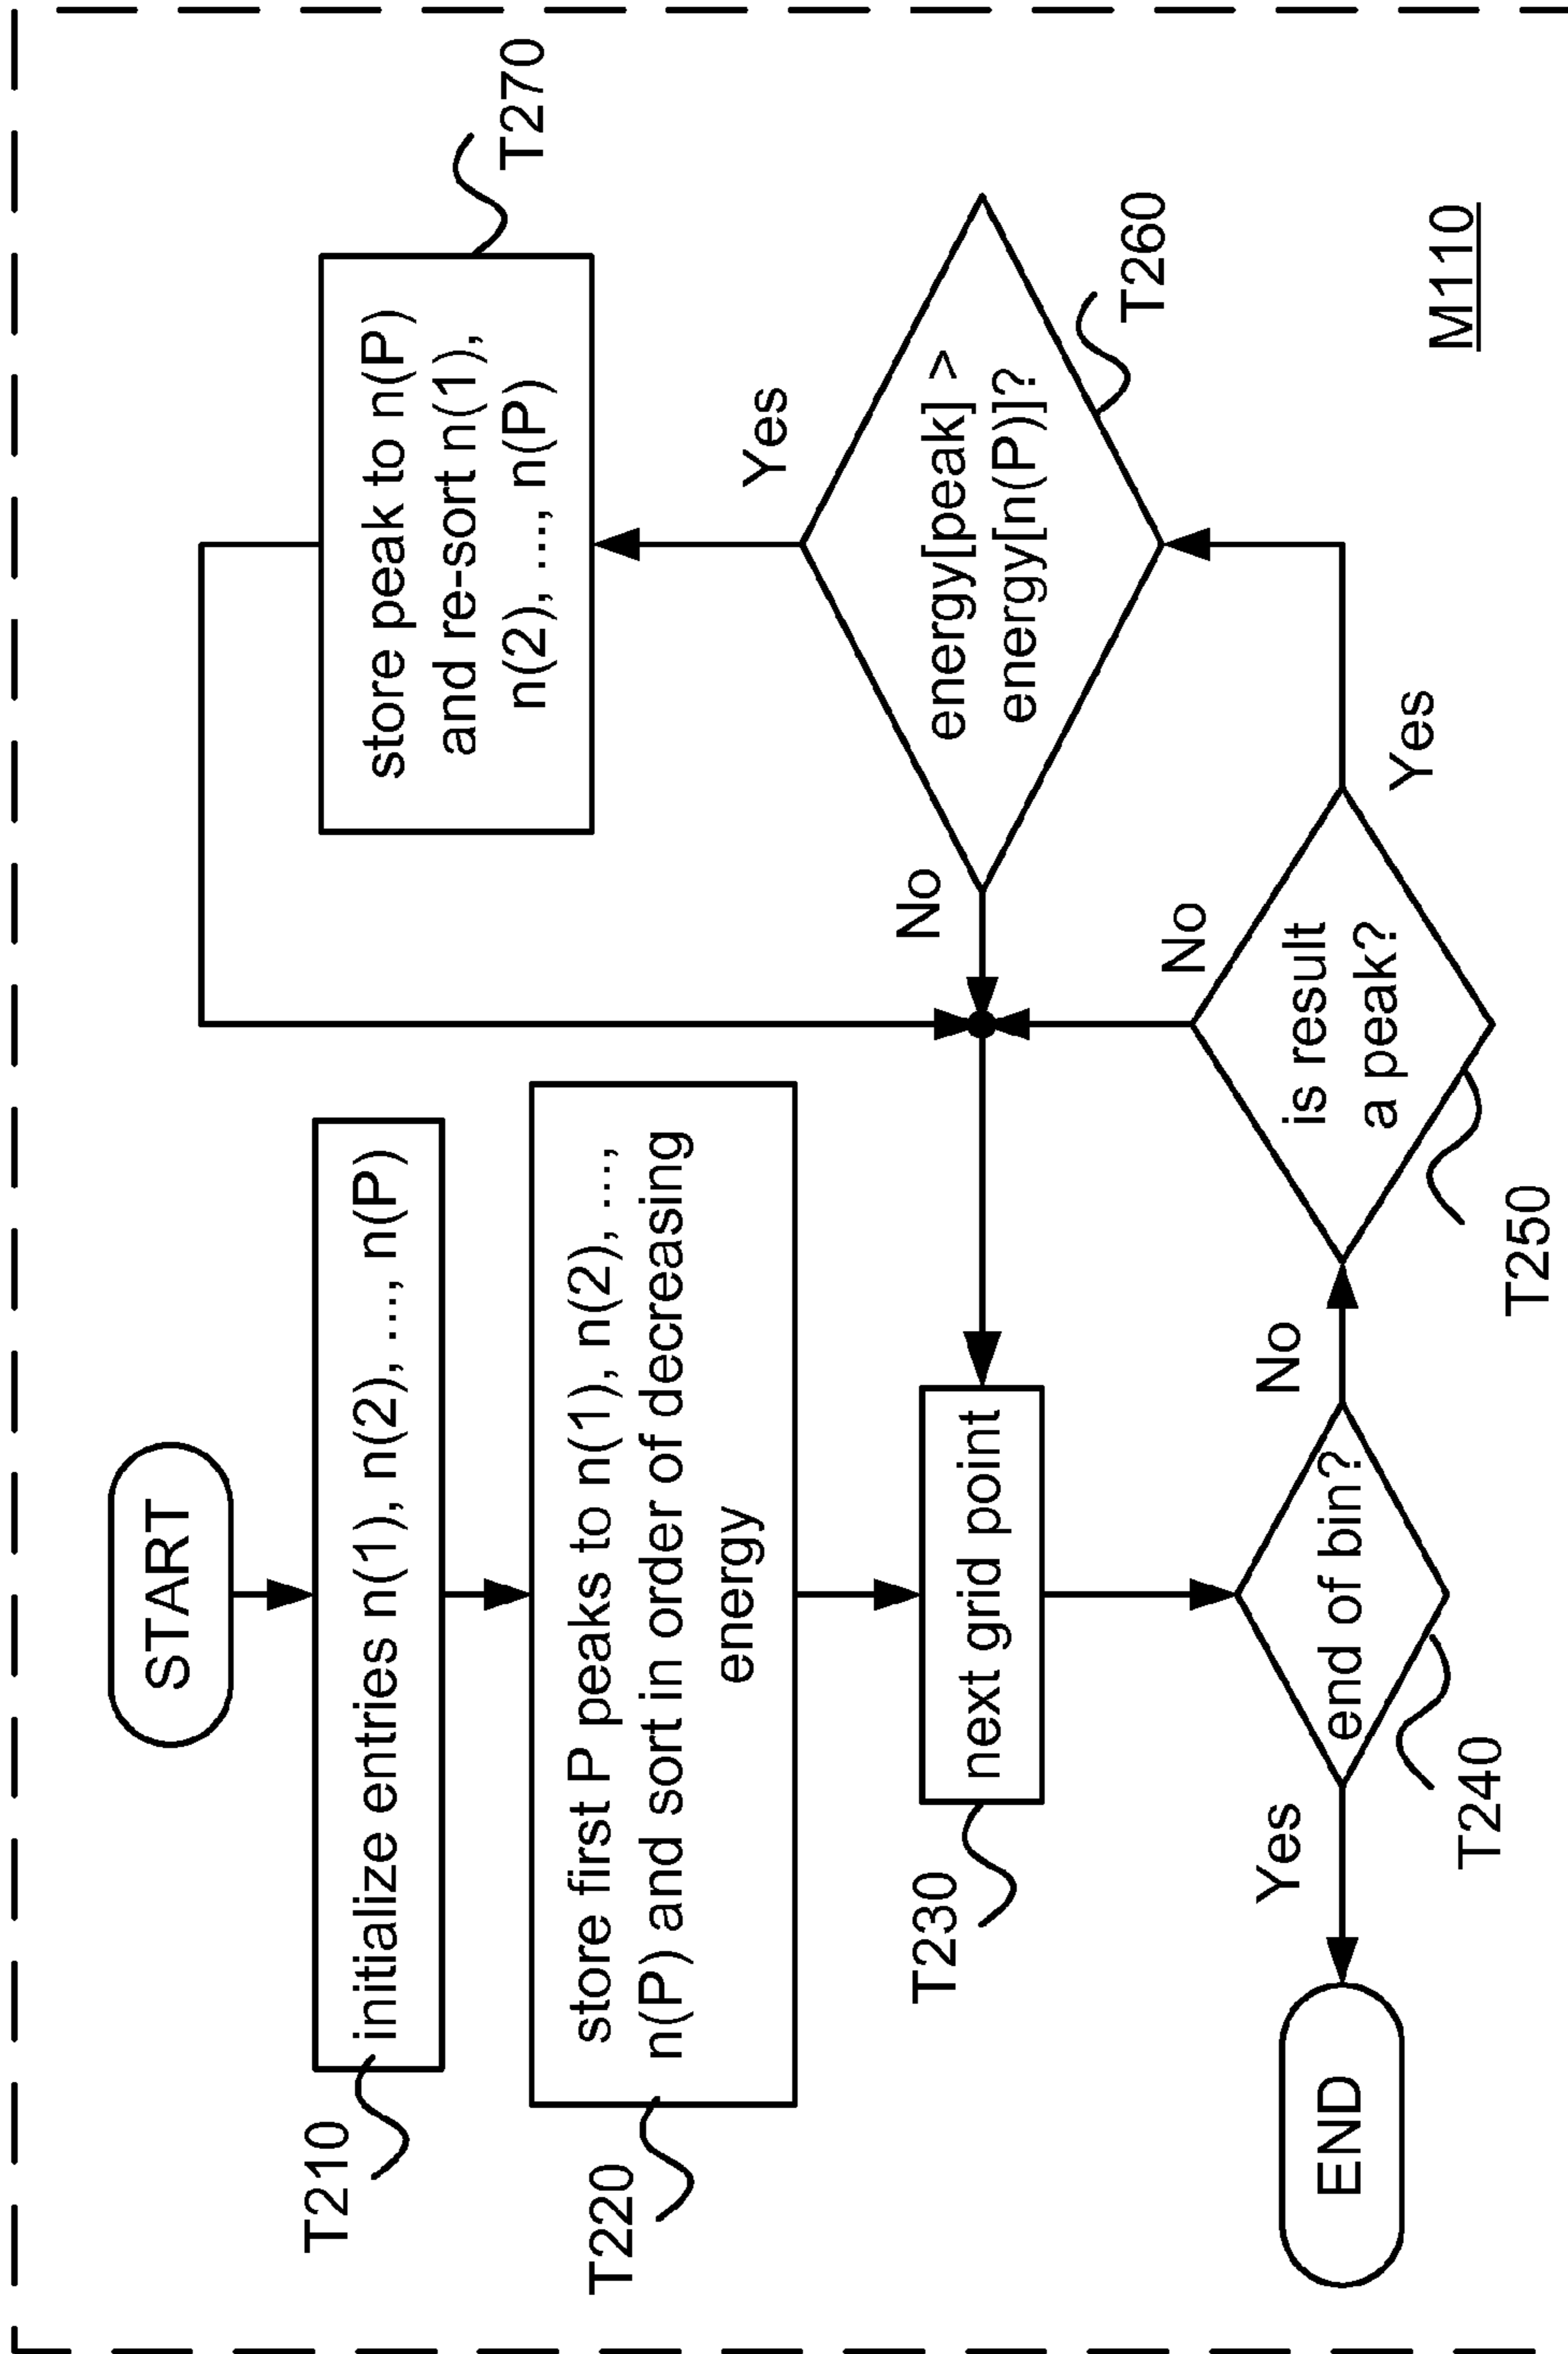 START
T210
initialize entries n(1), n(2), ..., n(P)
T220
store first P peaks to n(1), n(2), ...,
n(P) and sort in order of decreasing
energy
T230
next grid point
T240
end of bin?
Yes
END
No
T250
is result
a peak?
No
Yes
T260
energy[peak] >
energy[n(P)]?
No
Yes
T270
store peak to n(P)
and re-sort n(1),
n(2), ..., n(P)
M110